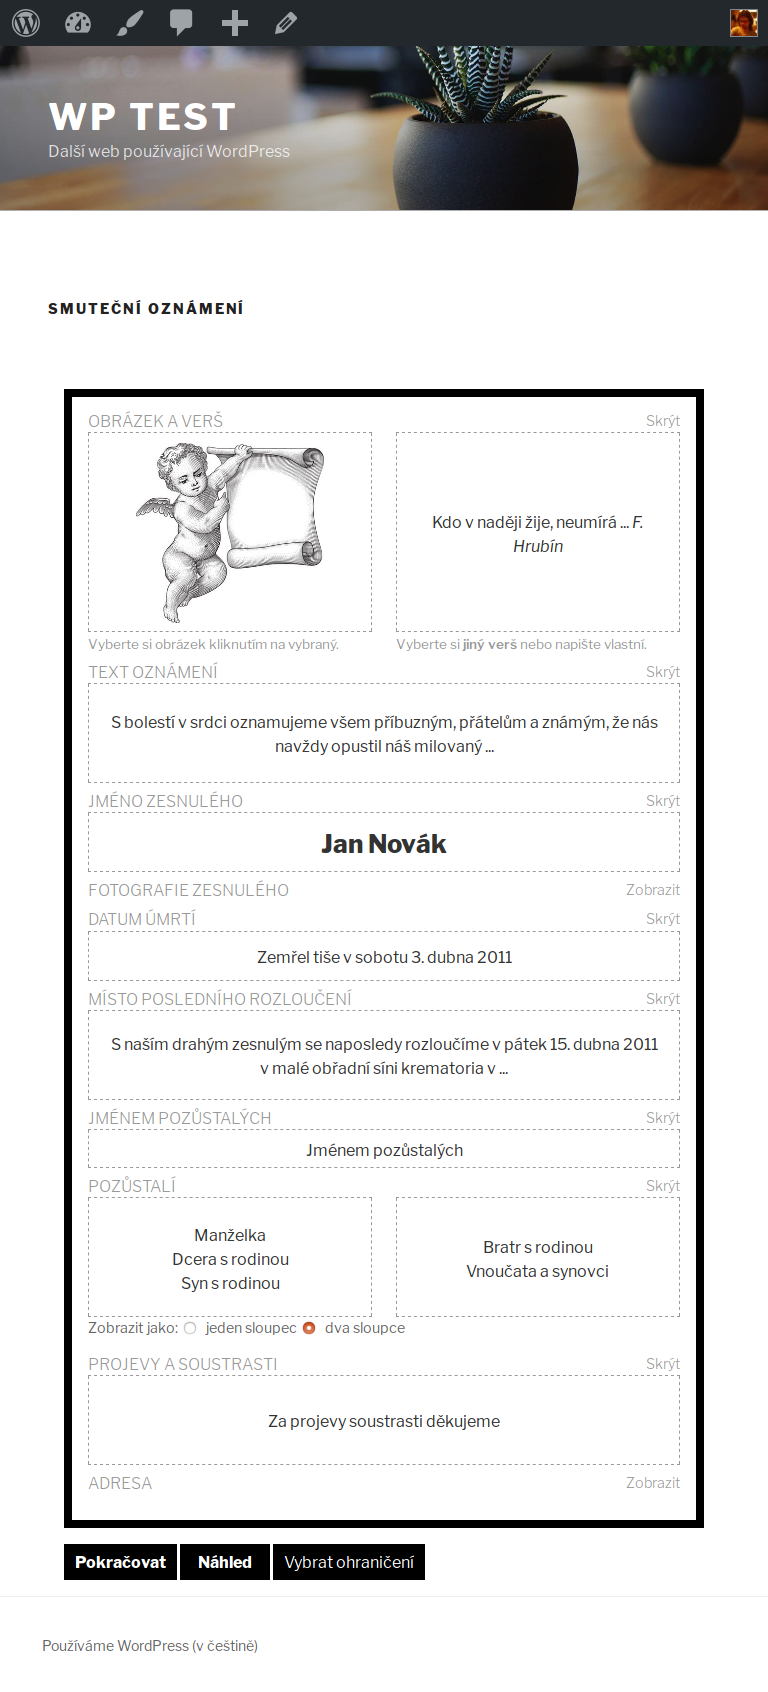 WP TEST
Další web používající WordPress
SMUTEČNÍ OZNÁMENÍ
OBRÁZEK A VERŠ Skrýt
Kdo v naději žije, neumírá ... F.
Hrubín
Vyberte si obrázek kliknutím na vybraný. Vyberte si jiný verš nebo napište vlastní.
TEXT OZNÁMENÍ Skrýt
S bolestí v srdci oznamujeme všem příbuzným, přátelům a známým, že nás
navždy opustil náš milovaný ...
JMÉNO ZESNULÉHO Skrýt
Jan Novák
FOTOGRAFIE ZESNULÉHO Zobrazit
DATUM ÚMRTÍ Skrýt
Zemřel tiše v sobotu 3. dubna 2011
MÍSTO POSLEDNÍHO ROZLOUČENÍ Skrýt
S naším drahým zesnulým se naposledy rozloučíme v pátek 15. dubna 2011
v malé obřadní síni krematoria v ...
JMÉNEM POZŮSTALÝCH Skrýt
Jménem pozůstalých
POZŮSTALÍ Skrýt
Manželka
Dcera s rodinou
Syn s rodinou
Bratr s rodinou
Vnoučata a synovci
Zobrazit jako: jeden sloupec dva sloupce
PROJEVY A SOUSTRASTI Skrýt
Za projevy soustrasti děkujeme
ADRESA Zobrazit
Pokračovat Náhled Vybrat ohraničení
Používáme WordPress (v češtině)